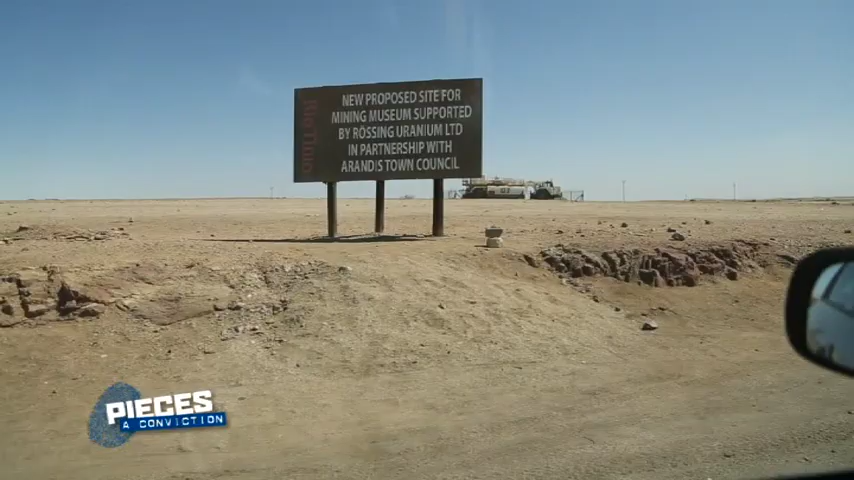 RioTinto
NEW PROPOSED SITE FOR
MINING MUSEUM SUPPORTED
BY RÖSSING URANIUM LTD
IN PARTNERSHIP WITH
ARANDIS TOWN COUNCIL
PIECES
A CONVICTION